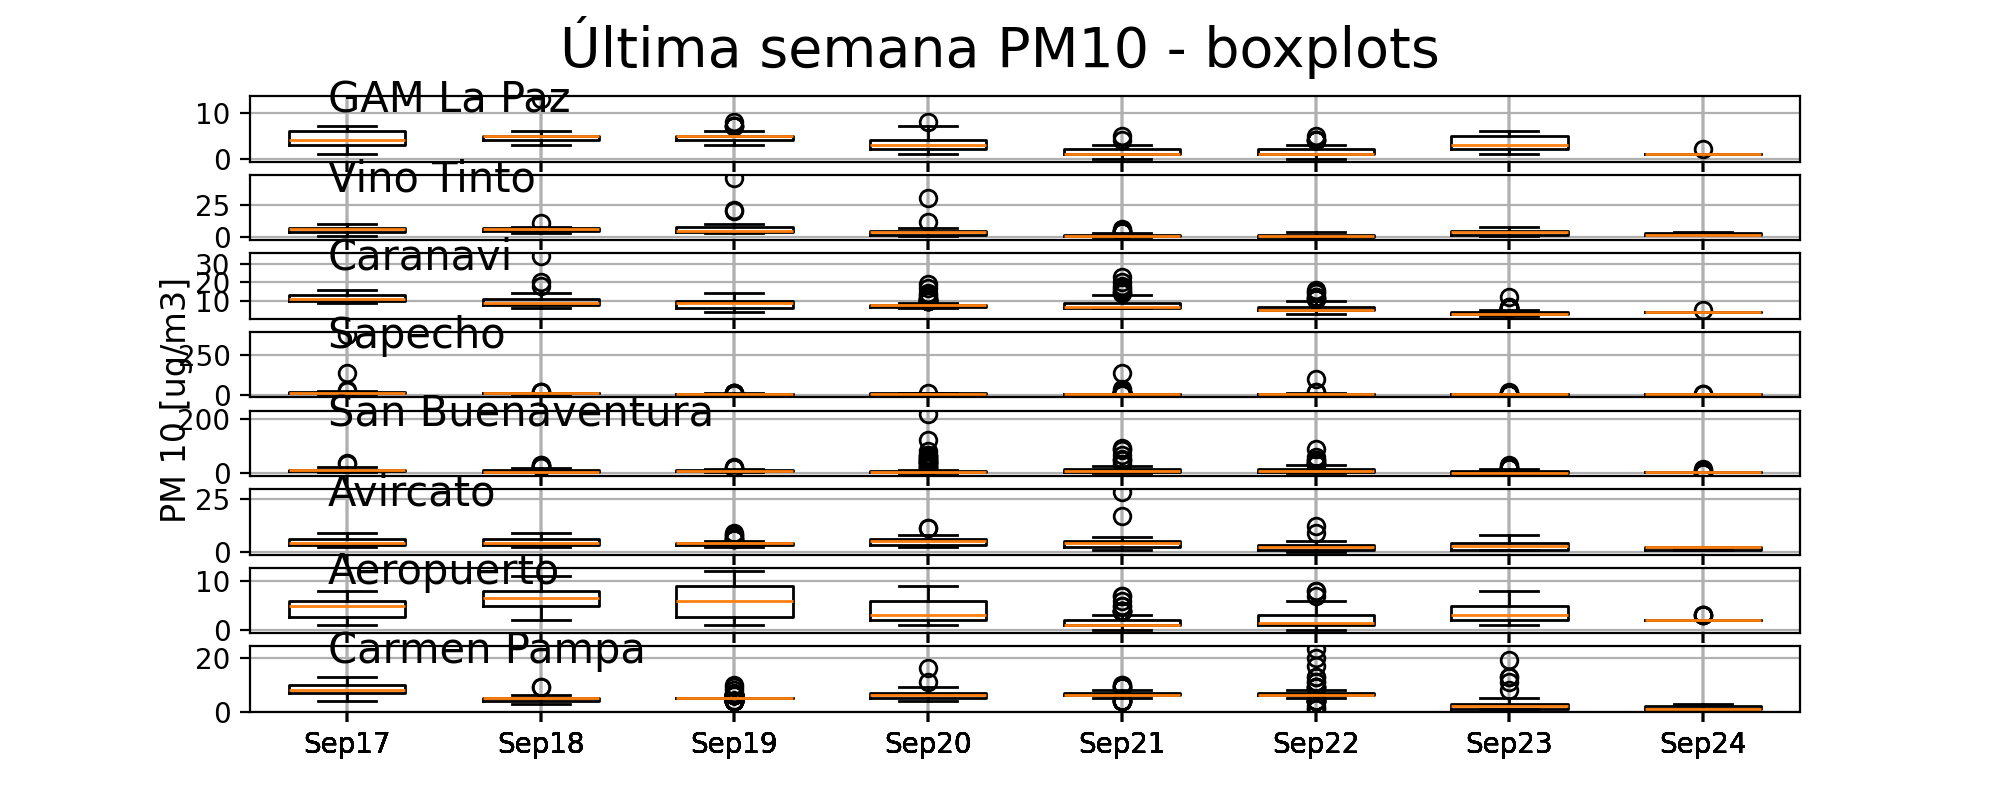 Última semana PM10 - boxplots
GAM La Paz
10
0
Vino Tinto
25
0
Caranavi
30
20
10
Sapecho
250
0
San Buenaventura
200
0
Avircato
25
0
Aeropuerto
10
0
Carmen Pampa
20
0
PM 10 [ug/m3]
Sep17 Sep18 Sep19 Sep20 Sep21 Sep22 Sep23 Sep24